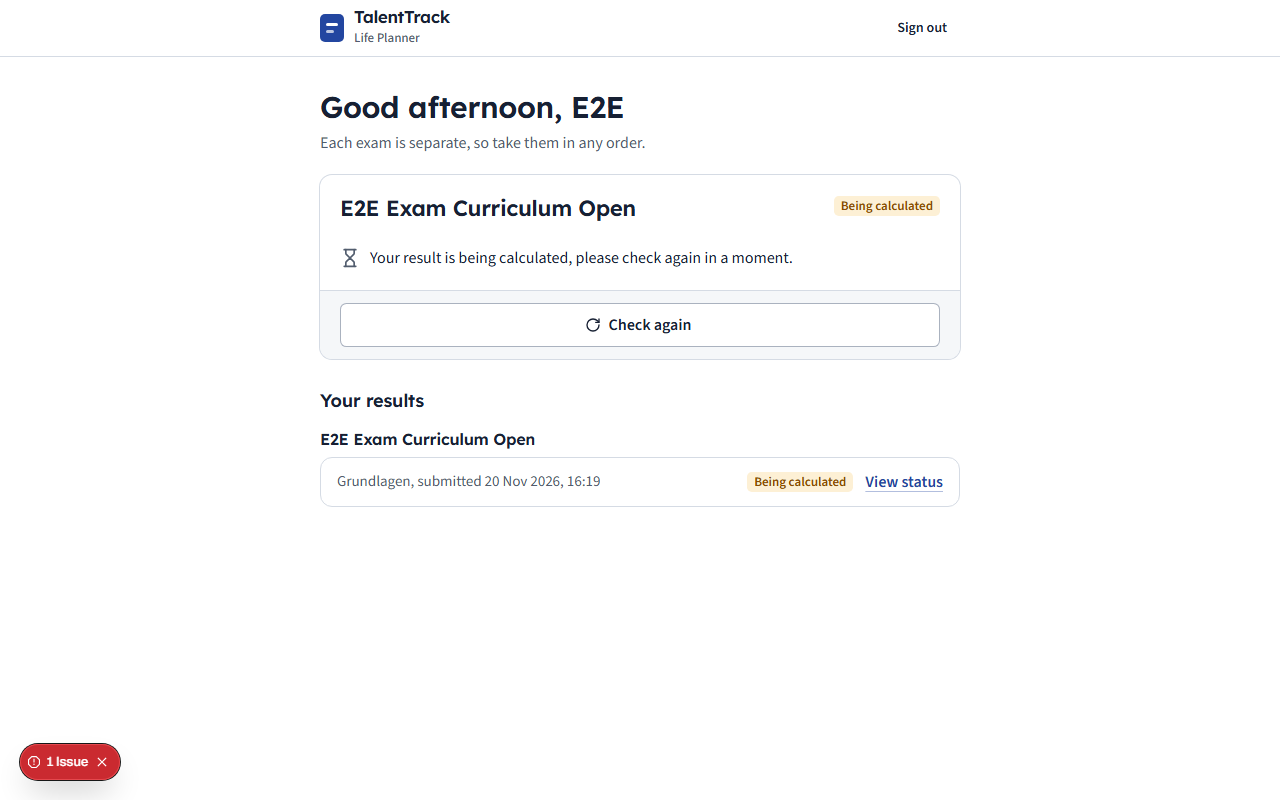 TalentTrack
Life Planner
Sign out
Good afternoon, E2E
Each exam is separate, so take them in any order.
E2E Exam Curriculum Open
Being calculated
Your result is being calculated, please check again in a moment.
Check again
Your results
E2E Exam Curriculum Open
Grundlagen, submitted 20 Nov 2026, 16:19
Being calculated
View status
1 Issue